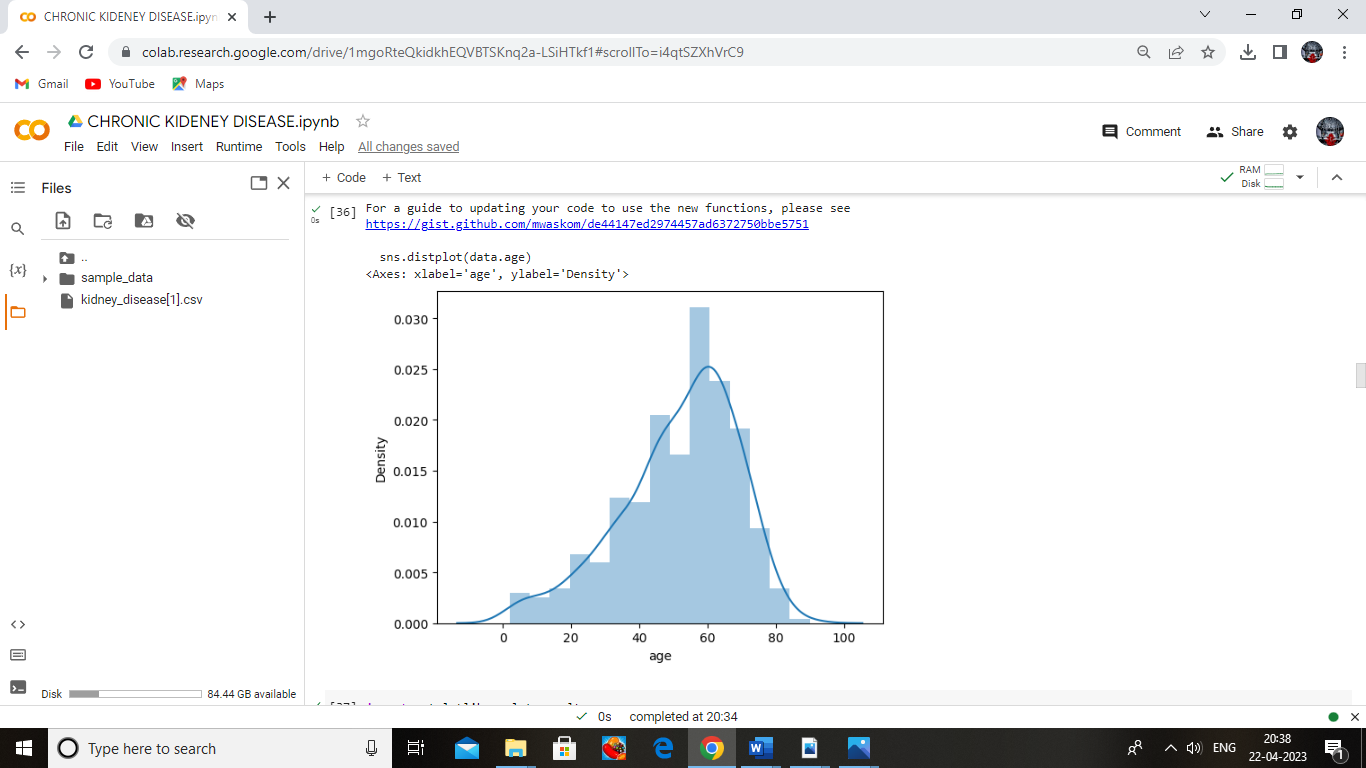 CHRONIC KIDENEY DISEASE.ipyn
colab.research.google.com/drive/1mgoRteQkidkhEQVBTSKnq2a-LSiHTkf1#scrollTo=i4qtSZXhVrC9
Gmail YouTube Maps
CHRONIC KIDENEY DISEASE.ipynb
File Edit View Insert Runtime Tools Help All changes saved
Comment Share
Files
+ Code + Text
RAM
Disk
..
sample_data
kidney_disease[1].csv
{x}
Disk 84.44 GB available
[36] For a guide to updating your code to use the new functions, please see
0s
https://gist.github.com/mwaskom/de44147ed2974457ad6372750bbe5751
sns.distplot(data.age)
<Axes: xlabel='age', ylabel='Density'>
0.030
0.025
0.020
0.015
0.010
0.005
0.000
Density
0 20 40 60 80 100
age
0s completed at 20:34
Type here to search
W
ENG
20:38
22-04-2023
1